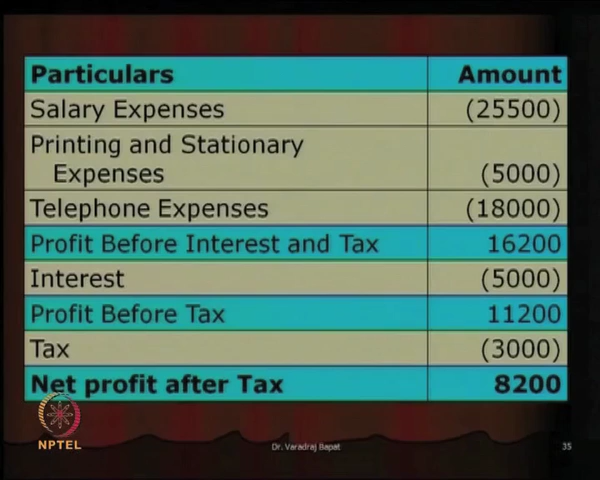 Particulars Amount
Salary Expenses (25500)
Printing and Stationary
Expenses (5000)
Telephone Expenses (18000)
Profit Before Interest and Tax 16200
Interest (5000)
Profit Before Tax 11200
Tax (3000)
Net profit after Tax 8200
NPTEL
Dr. Varadraj Bapat 35